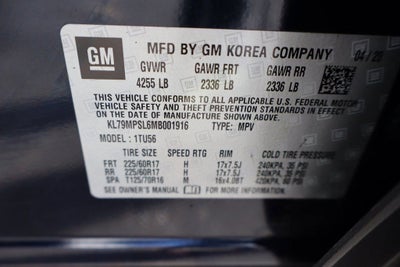 GM
MFD BY GM KOREA COMPANY 04/20
GVWR GAWR FRT GAWR RR
4255 LB 2336 LB 2336 LB
THIS VEHICLE CONFORMS TO ALL APPLICABLE U.S. FEDERAL MOTOR
VEHICLE SAFETY AND THEFT PREVENTION STANDARDS IN EFFECT
ON THE DATE OF MANUFACTURE SHOWN ABOVE.
KL79MPSL6MB001916 TYPE: MPV
MODEL: 1TU56
TIRE SIZE SPEED RTG RIM COLD TIRE PRESSURE
FRT 225/60R17 H 17x7.5J 240KPA, 35 PSI
RR 225/60R17 H 17x7.5J 240KPA, 35 PSI
SPA T125/70R16 M 16x4.0BT 420KPA, 60 PSI
SEE OWNER'S MANUAL FOR ADDITIONAL INFORMATION.